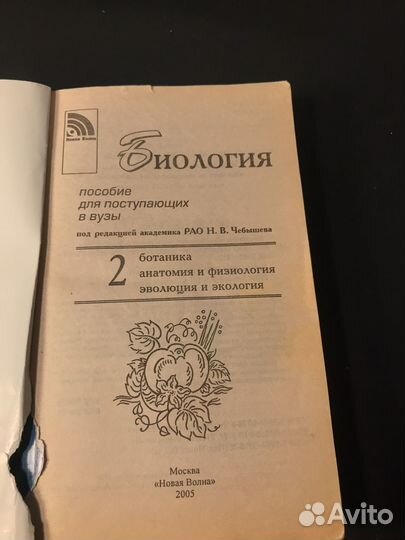 Новая Волна
Биология
пособие
для поступающих
в вузы
под редакцией академика РАО Н. В. Чебышева
2
ботаника
анатомия и физиология
эволюция и экология
Москва
«Новая Волна»
2005
Avito